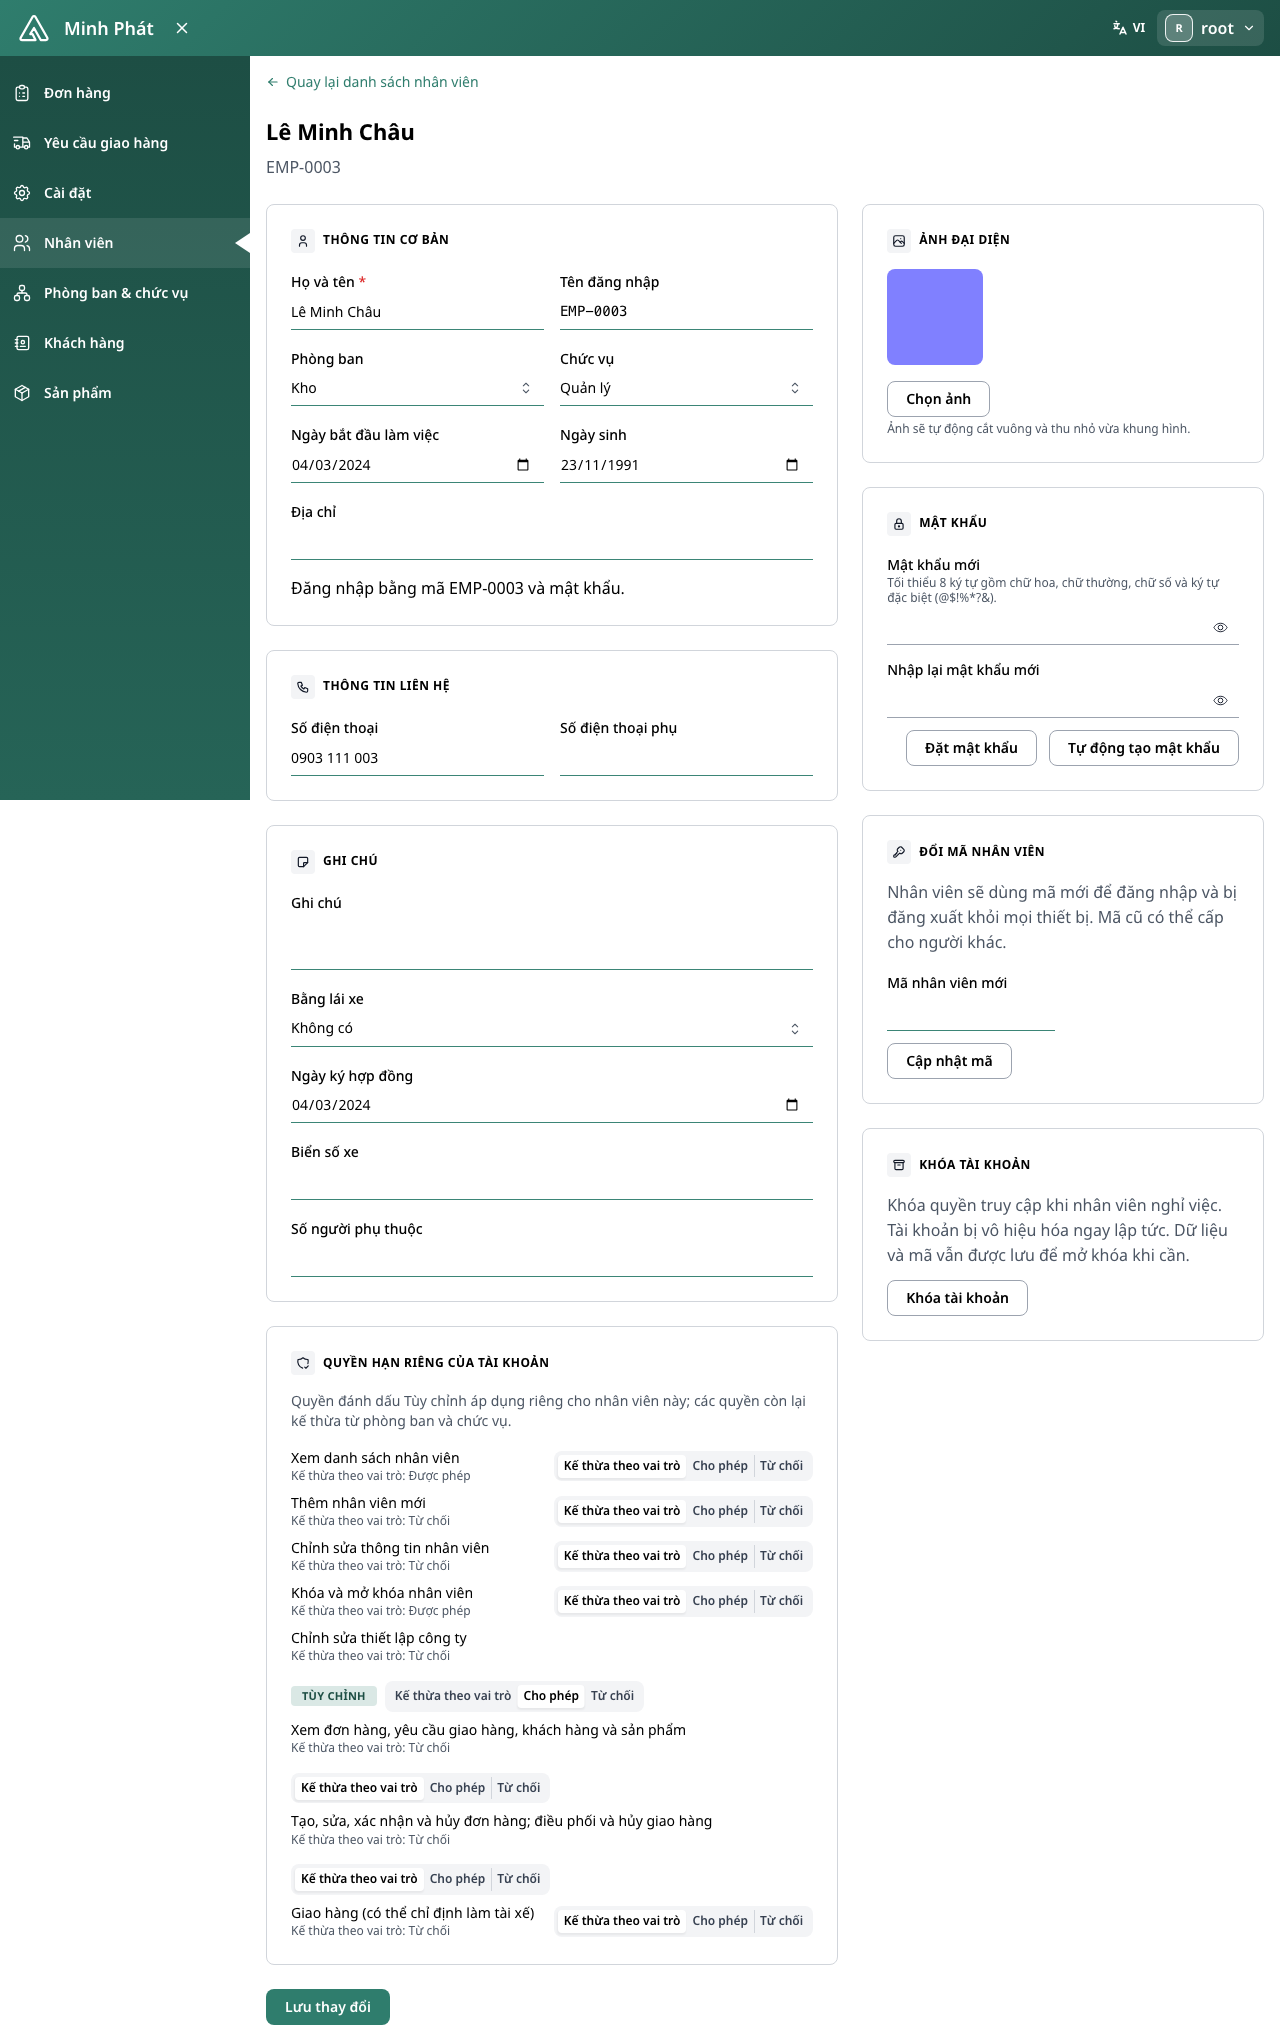 Minh Phát
VI
R
root
Đơn hàng
Yêu cầu giao hàng
Cài đặt
Nhân viên
Phòng ban & chức vụ
Khách hàng
Sản phẩm
Quay lại danh sách nhân viên
Lê Minh Châu
EMP-0003
THÔNG TIN CƠ BẢN
Họ và tên *
Tên đăng nhập
Lê Minh Châu
EMP-0003
Phòng ban
Chức vụ
Kho
Quản lý
Ngày bắt đầu làm việc
Ngày sinh
04/03/2024
23/11/1991
Địa chỉ
Đăng nhập bằng mã EMP-0003 và mật khẩu.
THÔNG TIN LIÊN HỆ
Số điện thoại
Số điện thoại phụ
0903 111 003
GHI CHÚ
Ghi chú
Bằng lái xe
Không có
Ngày ký hợp đồng
04/03/2024
Biển số xe
Số người phụ thuộc
QUYỀN HẠN RIÊNG CỦA TÀI KHOẢN
Quyền đánh dấu Tùy chỉnh áp dụng riêng cho nhân viên này; các quyền còn lại
kế thừa từ phòng ban và chức vụ.
Xem danh sách nhân viên
Kế thừa theo vai trò: Được phép
Kế thừa theo vai trò Cho phép Từ chối
Thêm nhân viên mới
Kế thừa theo vai trò: Từ chối
Kế thừa theo vai trò Cho phép Từ chối
Chỉnh sửa thông tin nhân viên
Kế thừa theo vai trò: Từ chối
Kế thừa theo vai trò Cho phép Từ chối
Khóa và mở khóa nhân viên
Kế thừa theo vai trò: Được phép
Kế thừa theo vai trò Cho phép Từ chối
Chỉnh sửa thiết lập công ty
Kế thừa theo vai trò: Từ chối
TÙY CHỈNH Kế thừa theo vai trò Cho phép Từ chối
Xem đơn hàng, yêu cầu giao hàng, khách hàng và sản phẩm
Kế thừa theo vai trò: Từ chối
Kế thừa theo vai trò Cho phép Từ chối
Tạo, sửa, xác nhận và hủy đơn hàng; điều phối và hủy giao hàng
Kế thừa theo vai trò: Từ chối
Kế thừa theo vai trò Cho phép Từ chối
Giao hàng (có thể chỉ định làm tài xế)
Kế thừa theo vai trò: Từ chối
Kế thừa theo vai trò Cho phép Từ chối
Lưu thay đổi
ẢNH ĐẠI DIỆN
Chọn ảnh
Ảnh sẽ tự động cắt vuông và thu nhỏ vừa khung hình.
MẬT KHẨU
Mật khẩu mới
Tối thiểu 8 ký tự gồm chữ hoa, chữ thường, chữ số và ký tự
đặc biệt (@$!%*?&).
Nhập lại mật khẩu mới
Đặt mật khẩu
Tự động tạo mật khẩu
ĐỔI MÃ NHÂN VIÊN
Nhân viên sẽ dùng mã mới để đăng nhập và bị
đăng xuất khỏi mọi thiết bị. Mã cũ có thể cấp
cho người khác.
Mã nhân viên mới
Cập nhật mã
KHÓA TÀI KHOẢN
Khóa quyền truy cập khi nhân viên nghỉ việc.
Tài khoản bị vô hiệu hóa ngay lập tức. Dữ liệu
và mã vẫn được lưu để mở khóa khi cần.
Khóa tài khoản